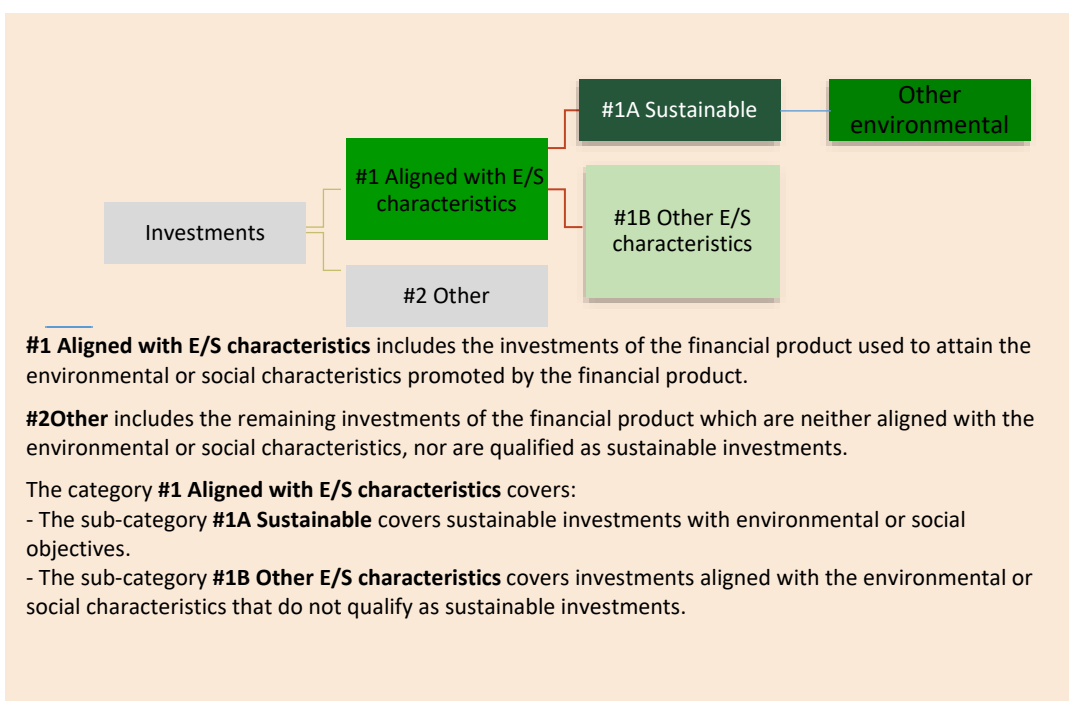 #1A Sustainable
Other
environmental
#1 Aligned with E/S
characteristics
#1B Other E/S
characteristics
Investments
#2 Other
#1 Aligned with E/S characteristics includes the investments of the financial product used to attain the
environmental or social characteristics promoted by the financial product.
#2Other includes the remaining investments of the financial product which are neither aligned with the
environmental or social characteristics, nor are qualified as sustainable investments.
The category #1 Aligned with E/S characteristics covers:
- The sub-category #1A Sustainable covers sustainable investments with environmental or social
objectives.
- The sub-category #1B Other E/S characteristics covers investments aligned with the environmental or
social characteristics that do not qualify as sustainable investments.